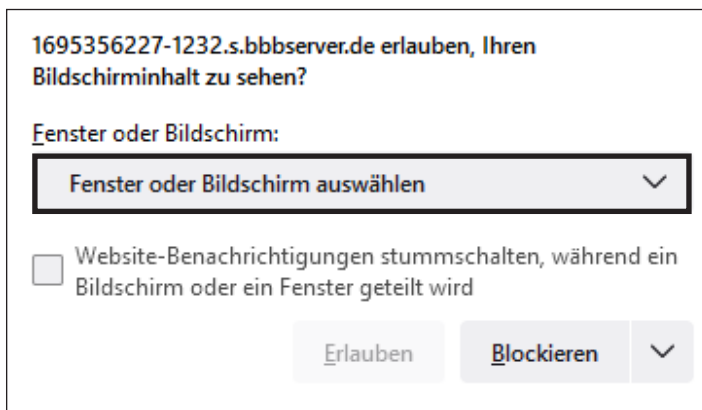 1695356227-1232.s.bbbserver.de erlauben, Ihren
Bildschirminhalt zu sehen?
Fenster oder Bildschirm:
Fenster oder Bildschirm auswählen
Website-Benachrichtigungen stummschalten, während ein
Bildschirm oder ein Fenster geteilt wird
Erlauben
Blockieren